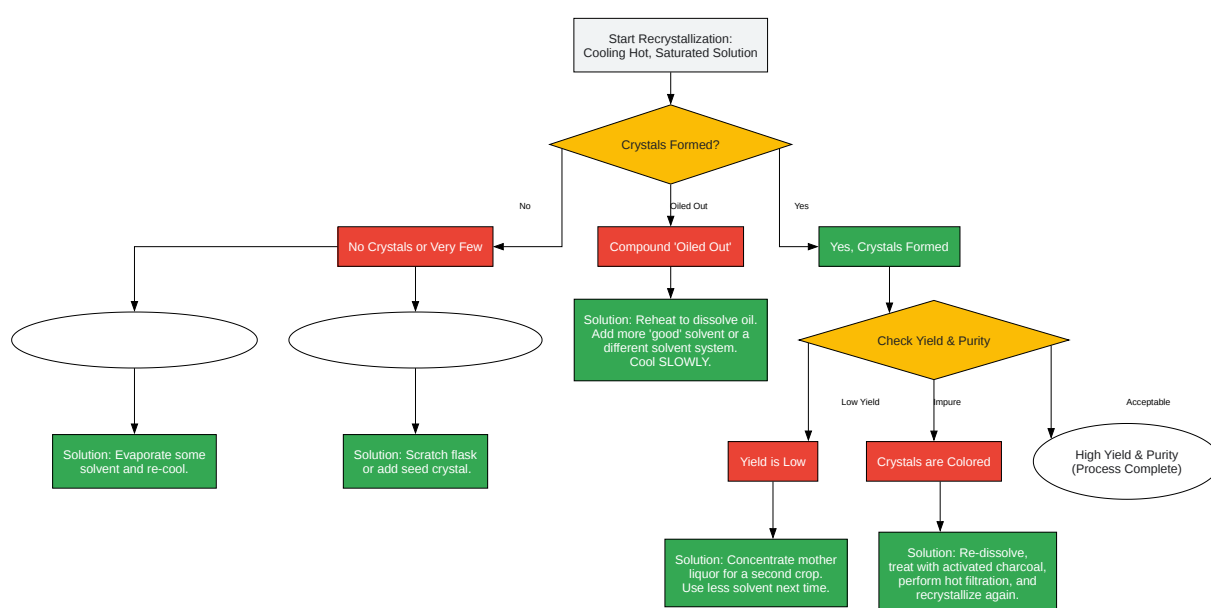 Start Recrystallization:
Cooling Hot, Saturated Solution
Crystals Formed?
No
Oiled Out
Yes
No Crystals or Very Few
Compound 'Oiled Out'
Yes, Crystals Formed
Solution: Reheat to dissolve oil.
Add more 'good' solvent or a
different solvent system.
Cool SLOWLY.
Check Yield & Purity
Low Yield
Impure
Acceptable
Solution: Evaporate some
solvent and re-cool.
Solution: Scratch flask
or add seed crystal.
Yield is Low
Crystals are Colored
High Yield & Purity
(Process Complete)
Solution: Concentrate mother
liquor for a second crop.
Use less solvent next time.
Solution: Re-dissolve,
treat with activated charcoal,
perform hot filtration, and
recrystallize again.